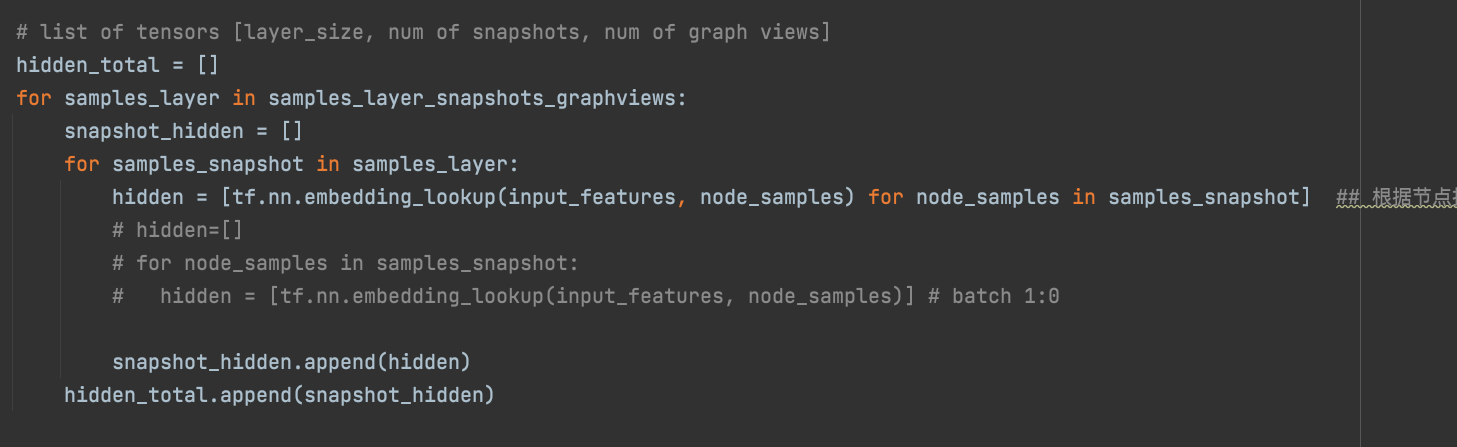 # list of tensors [layer_size, num of snapshots, num of graph views]
hidden_total = []
for samples_layer in samples_layer_snapshots_graphviews:
    snapshot_hidden = []
    for samples_snapshot in samples_layer:
        hidden = [tf.nn.embedding_lookup(input_features, node_samples) for node_samples in samples_snapshot]  ## 根据节点
        # hidden=[]
        # for node_samples in samples_snapshot:
        #   hidden = [tf.nn.embedding_lookup(input_features, node_samples)] # batch 1:0
        snapshot_hidden.append(hidden)
    hidden_total.append(snapshot_hidden)